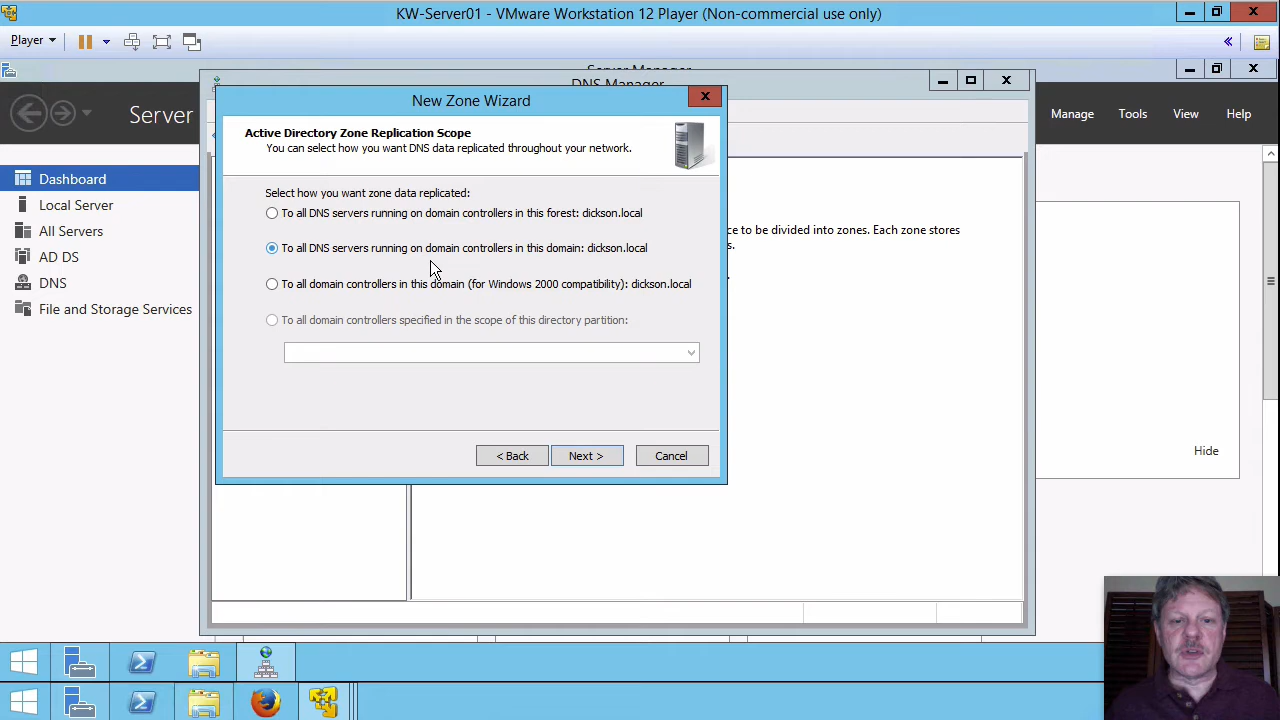 KW-Server01 - VMware Workstation 12 Player (Non-commercial use only)
Player
«
Server Manager
DNS Manager
New Zone Wizard
Server
Manage Tools View Help
Active Directory Zone Replication Scope
You can select how you want DNS data replicated throughout your network.
Dashboard
Local Server
All Servers
AD DS
DNS
File and Storage Services
Select how you want zone data replicated:
To all DNS servers running on domain controllers in this forest: dickson.local
To all DNS servers running on domain controllers in this domain: dickson.local
To all domain controllers in this domain (for Windows 2000 compatibility): dickson.local
To all domain controllers specified in the scope of this directory partition:
ce to be divided into zones. Each zone stores
s.
< Back Next > Cancel
Hide